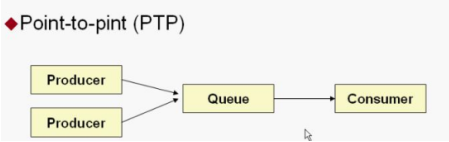 ◆Point-to-pint (PTP)
Producer
Producer
Queue
Consumer